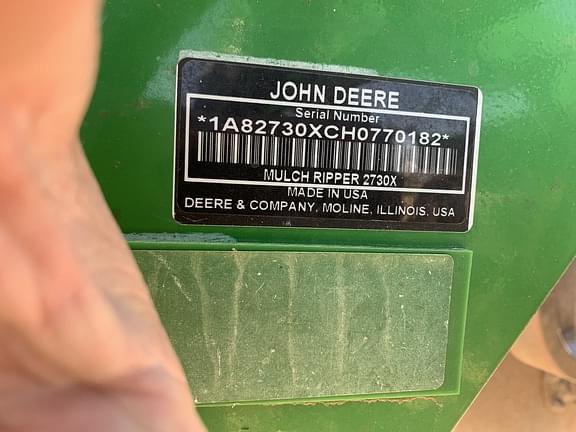 JOHN DEERE
Serial Number
*1A82730XCH0770182*
MULCH RIPPER 2730X
MADE IN USA
DEERE & COMPANY, MOLINE, ILLINOIS. USA